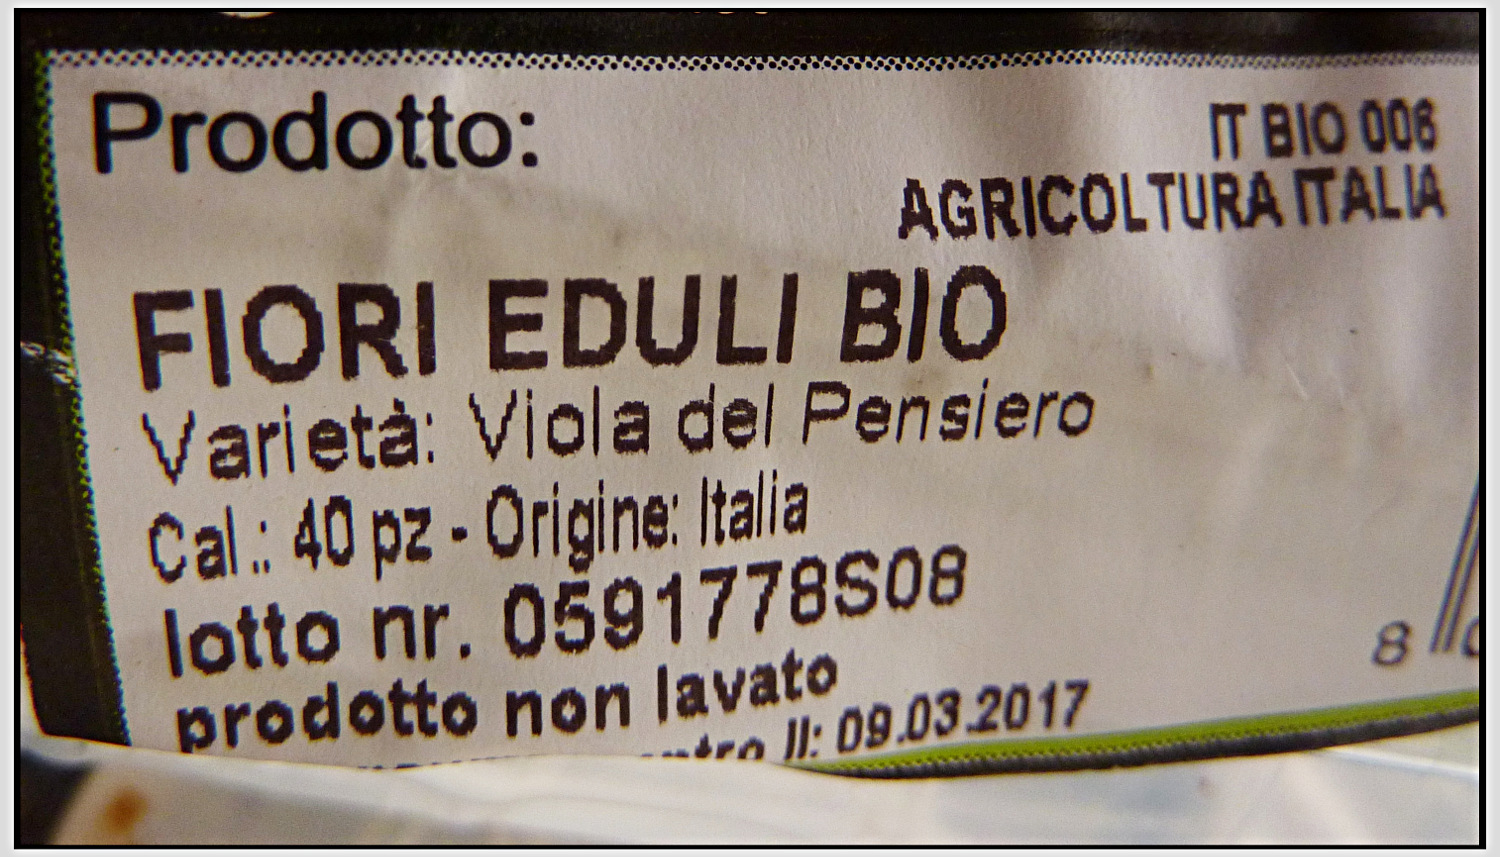 Prodotto:
IT BIO 006
AGRICOLTURA ITALIA
FIORI EDULI BIO
Varietà: Viola del Pensiero
Cal.: 40 pz - Origine: Italia
lotto nr. 0591778S08
prodotto non lavato
Il: 09.03.2017
8